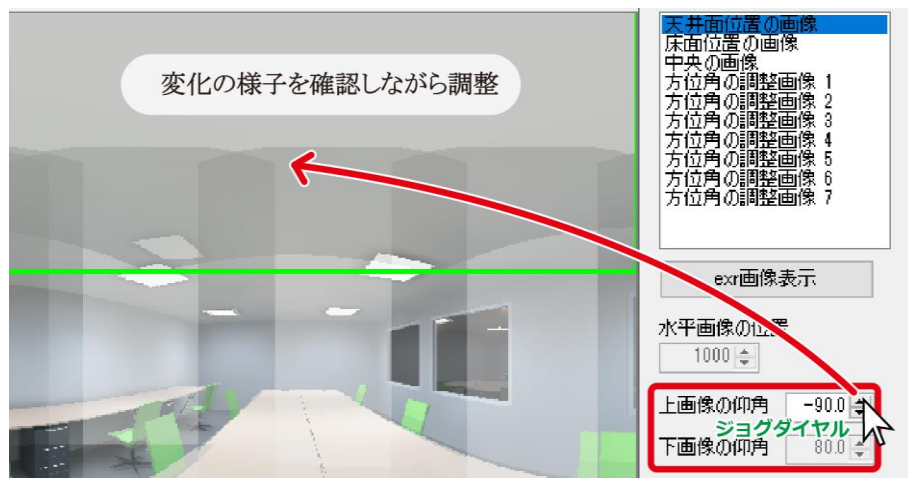 変化の様子を確認しながら調整
天井面位置の画像
床面位置の画像
中央の画像
方位角の調整画像 1
方位角の調整画像 2
方位角の調整画像 3
方位角の調整画像 4
方位角の調整画像 5
方位角の調整画像 6
方位角の調整画像 7
exr画像表示
水平画像の位置
1000
上画像の仰角 -90.0
ジョグダイヤル
下画像の仰角 80.0